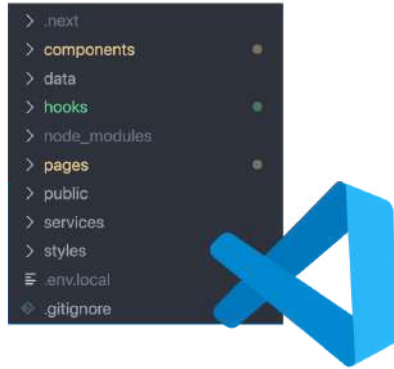 .next
components
data
hooks
node_modules
pages
public
services
styles
.env.local
.gitignore